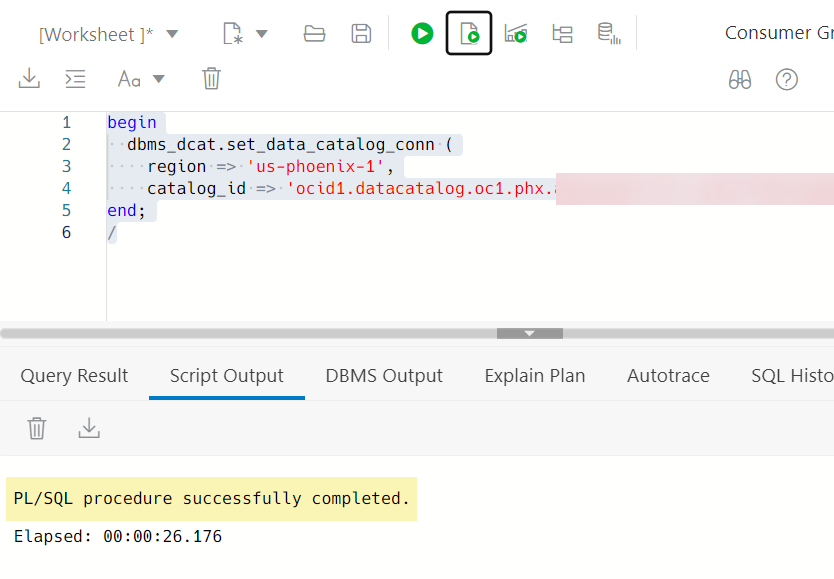 [Worksheet ]*
Consumer Gr
Aa
1 begin
2 dbms_dcat.set_data_catalog_conn (
3 region => 'us-phoenix-1',
4 catalog_id => 'ocid1.datacatalog.oc1.phx.
5 end;
6 /
Query Result Script Output DBMS Output Explain Plan Autotrace SQL Histo
PL/SQL procedure successfully completed.
Elapsed: 00:00:26.176